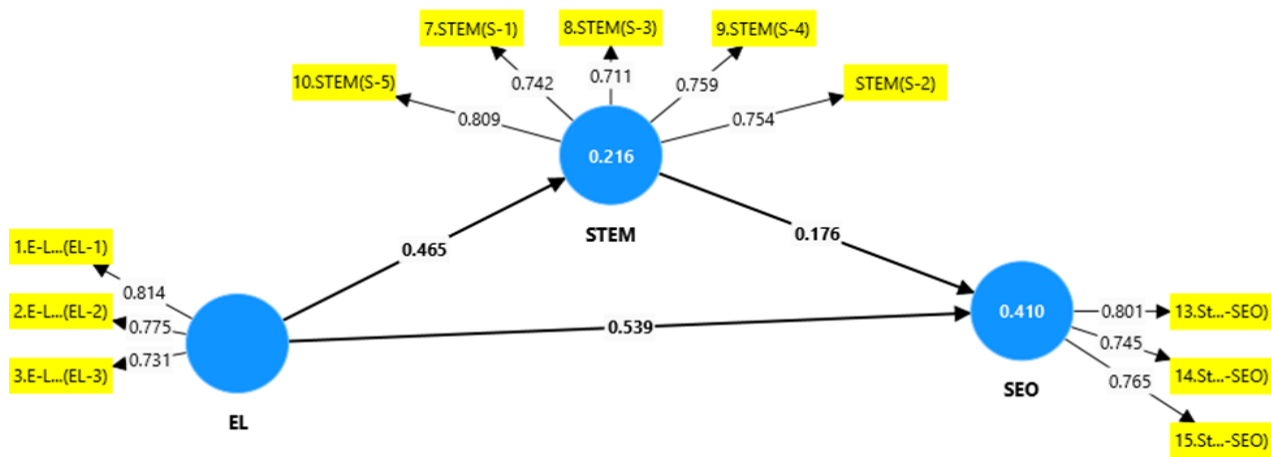 7.STEM(S-1)
8.STEM(S-3)
9.STEM(S-4)
10.STEM(S-5)
STEM(S-2)
0.742
0.711
0.759
0.809
0.754
0.216
STEM
0.465
0.176
1.E-L...(EL-1)
0.814
2.E-L...(EL-2)
0.775
3.E-L...(EL-3)
0.731
EL
0.539
0.410
SEO
0.801
13.St...-SEO)
0.745
14.St...-SEO)
0.765
15.St...-SEO)